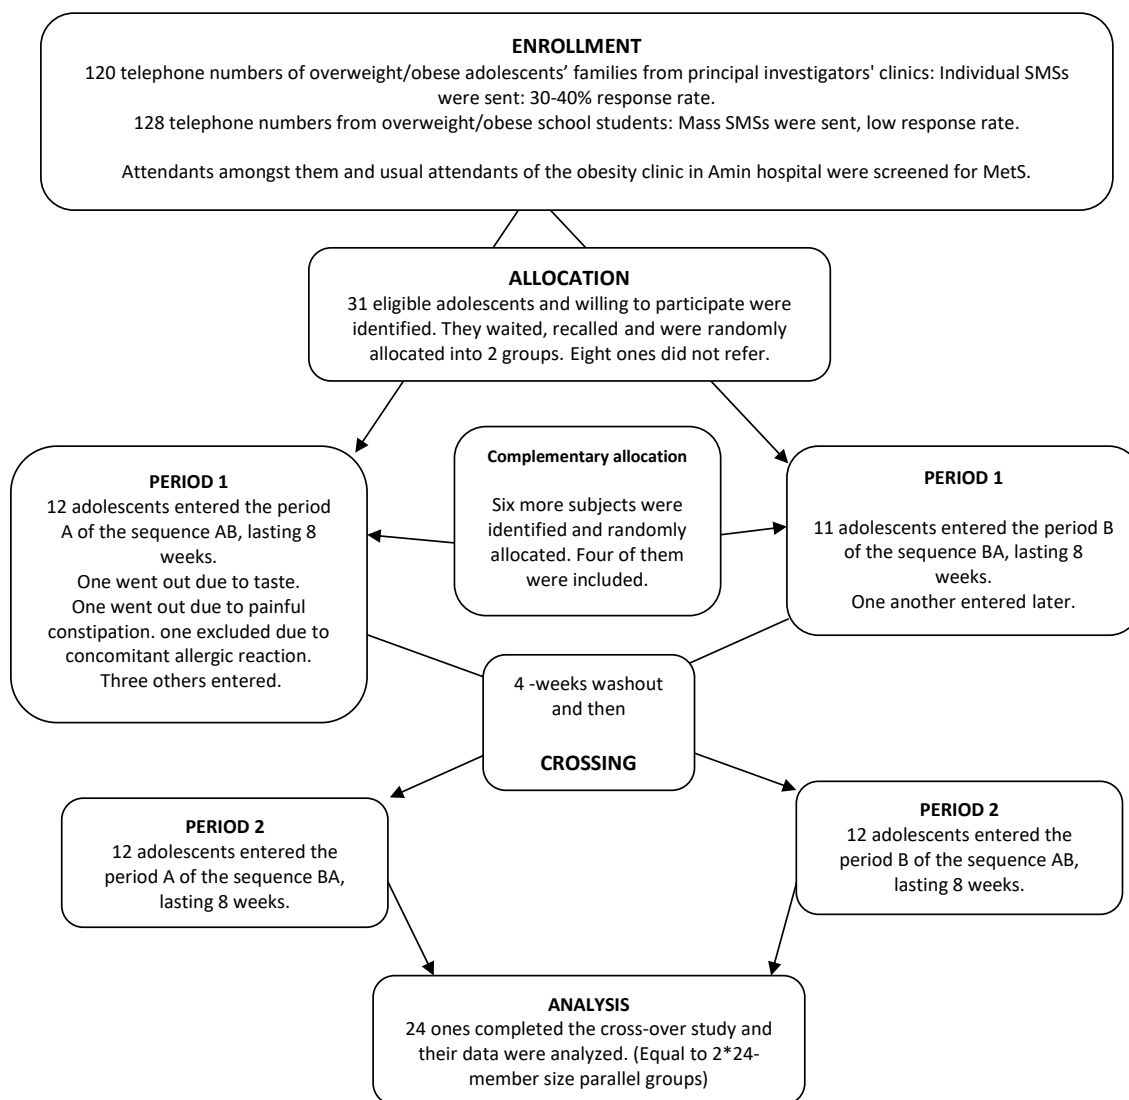 ENROLLMENT
120 telephone numbers of overweight/obese adolescents’ families from principal investigators' clinics: Individual SMSs
were sent: 30-40% response rate.
128 telephone numbers from overweight/obese school students: Mass SMSs were sent, low response rate.
Attendants amongst them and usual attendants of the obesity clinic in Amin hospital were screened for MetS.
ALLOCATION
31 eligible adolescents and willing to participate were
identified. They waited, recalled and were randomly
allocated into 2 groups. Eight ones did not refer.
PERIOD 1
12 adolescents entered the period
A of the sequence AB, lasting 8
weeks.
One went out due to taste.
One went out due to painful
constipation. one excluded due to
concomitant allergic reaction.
Three others entered.
Complementary allocation
Six more subjects were
identified and randomly
allocated. Four of them
were included.
PERIOD 1
11 adolescents entered the period B
of the sequence BA, lasting 8
weeks.
One another entered later.
4 -weeks washout
and then
CROSSING
PERIOD 2
12 adolescents entered the
period A of the sequence BA,
lasting 8 weeks.
PERIOD 2
12 adolescents entered the
period B of the sequence AB,
lasting 8 weeks.
ANALYSIS
24 ones completed the cross-over study and
their data were analyzed. (Equal to 2*24-
member size parallel groups)